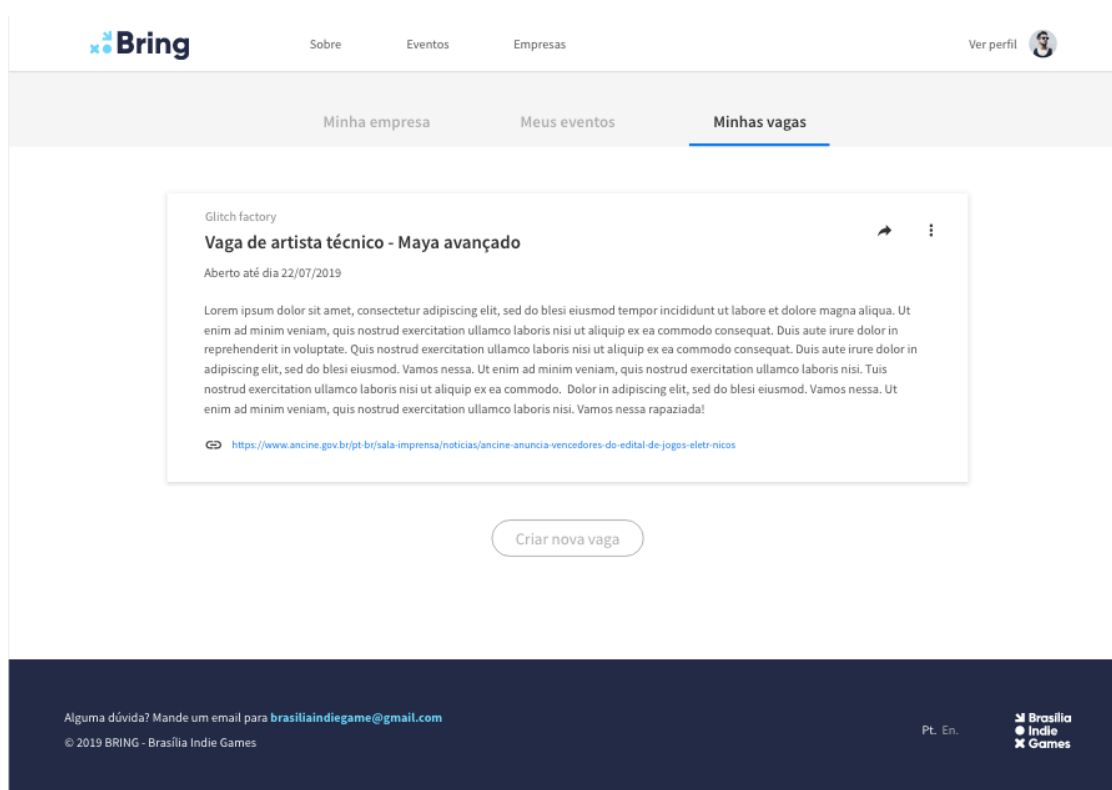 Bring
Sobre
Eventos
Empresas
Ver perfil
Minha empresa
Meus eventos
Minhas vagas
Glitch factory
Vaga de artista técnico - Maya avançado
Aberto até dia 22/07/2019
Lorem ipsum dolor sit amet, consectetur adipiscing elit, sed do blesi eiusmod tempor incididunt ut labore et dolore magna aliqua. Ut
enim ad minim veniam, quis nostrud exercitation ullamco laboris nisi ut aliquip ex ea commodo consequat. Duis aute irure dolor in
reprehenderit in voluptate. Quis nostrud exercitation ullamco laboris nisi ut aliquip ex ea commodo consequat. Duis aute irure dolor in
adipiscing elit, sed do blesi eiusmod. Vamos nessa. Ut enim ad minim veniam, quis nostrud exercitation ullamco laboris nisi. Tuis
nostrud exercitation ullamco laboris nisi ut aliquip ex ea commodo. Dolor in adipiscing elit, sed do blesi eiusmod. Vamos nessa. Ut
enim ad minim veniam, quis nostrud exercitation ullamco laboris nisi. Vamos nessa rapaziada!
https://www.ancine.gov.br/pt-br/sala-imprensa/noticias/ancine-anuncia-vencedores-do-edital-de-jogos-eletr-nicos
Criar nova vaga
Alguma dúvida? Mande um email para brasiliaindiegame@gmail.com
© 2019 BRING - Brasília Indie Games
Pt. En.
Brasília
Indie
Games